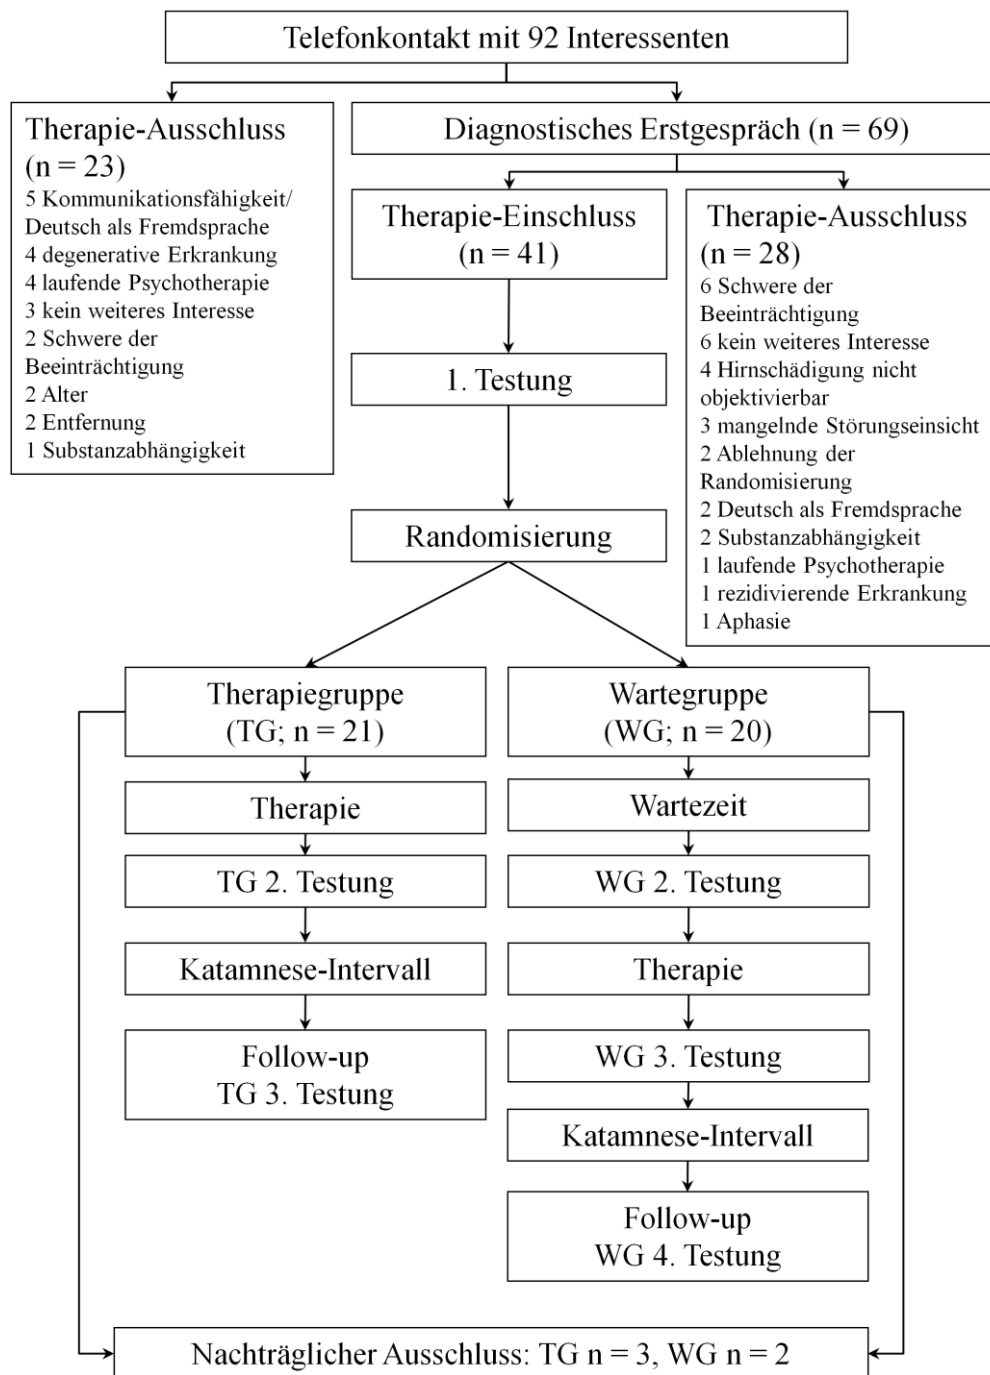 Telefonkontakt mit 92 Interessenten
Therapie-Ausschluss
(n = 23)
5 Kommunikationsfähigkeit/
Deutsch als Fremdsprache
4 degenerative Erkrankung
4 laufende Psychotherapie
3 kein weiteres Interesse
2 Schwere der
Beeinträchtigung
2 Alter
2 Entfernung
1 Substanzabhängigkeit
Diagnostisches Erstgespräch (n = 69)
Therapie-Einschluss
(n = 41)
Therapie-Ausschluss
(n = 28)
6 Schwere der
Beeinträchtigung
6 kein weiteres Interesse
4 Hirnschädigung nicht
objektivierbar
3 mangelnde Störungseinsicht
2 Ablehnung der
Randomisierung
2 Deutsch als Fremdsprache
2 Substanzabhängigkeit
1 laufende Psychotherapie
1 rezidivierende Erkrankung
1 Aphasie
1. Testung
Randomisierung
Therapiegruppe
(TG; n = 21)
Therapie
TG 2. Testung
Katamnese-Intervall
Follow-up
TG 3. Testung
Wartegruppe
(WG; n = 20)
Wartezeit
WG 2. Testung
Therapie
WG 3. Testung
Katamnese-Intervall
Follow-up
WG 4. Testung
Nachträglicher Ausschluss: TG n = 3, WG n = 2